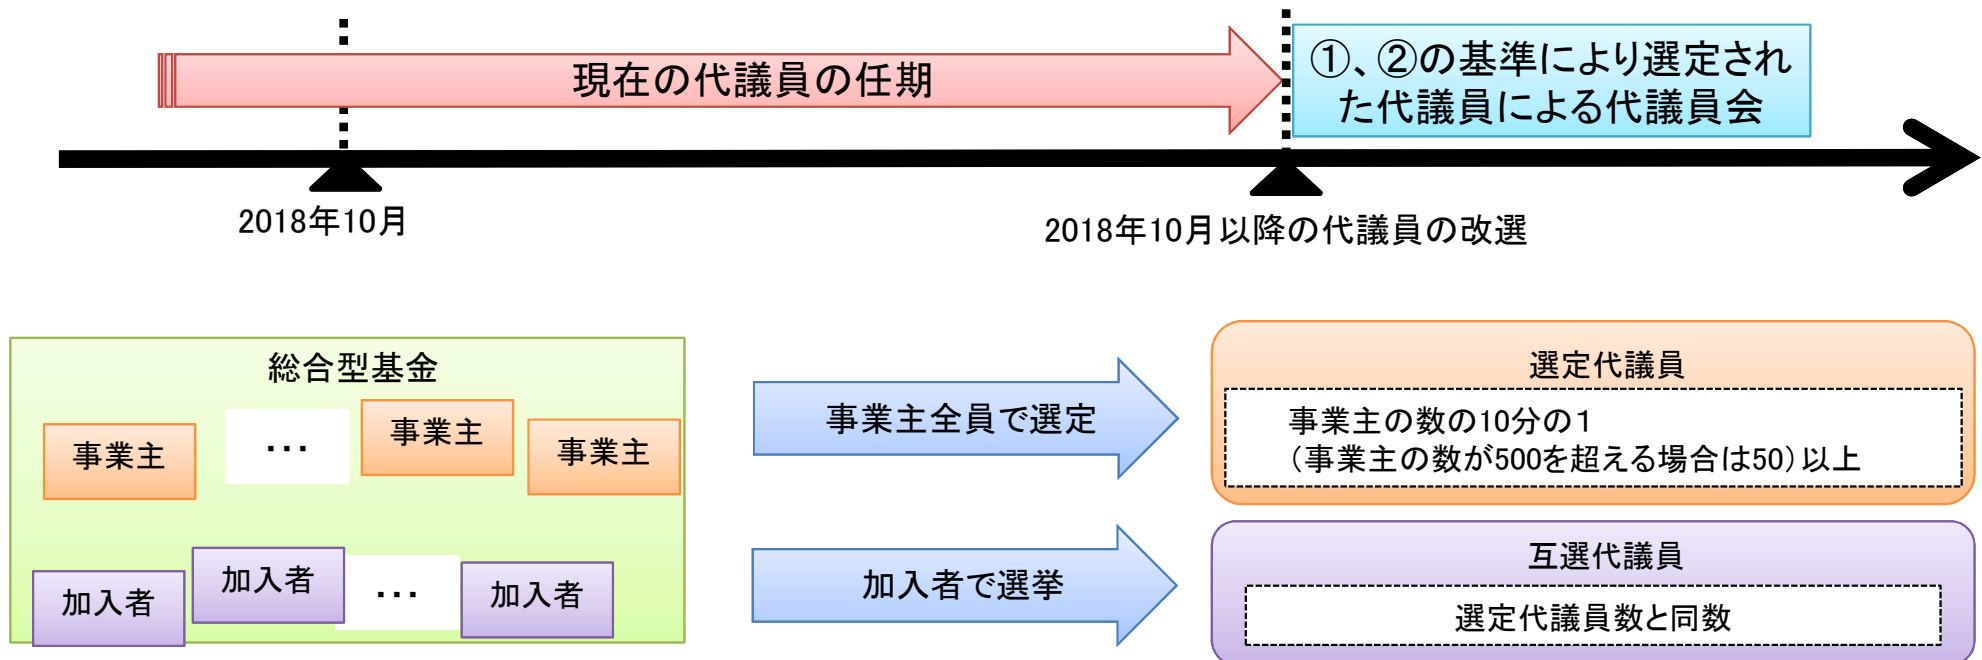 現在の代議員の任期
①、②の基準により選定され
た代議員による代議員会
2018年10月
2018年10月以降の代議員の改選
総合型基金
事業主
・・・
事業主
事業主
加入者
加入者
・・・
加入者
事業主全員で選定
加入者で選挙
選定代議員
事業主の数の10分の1
（事業主の数が500を超える場合は50）以上
互選代議員
選定代議員数と同数